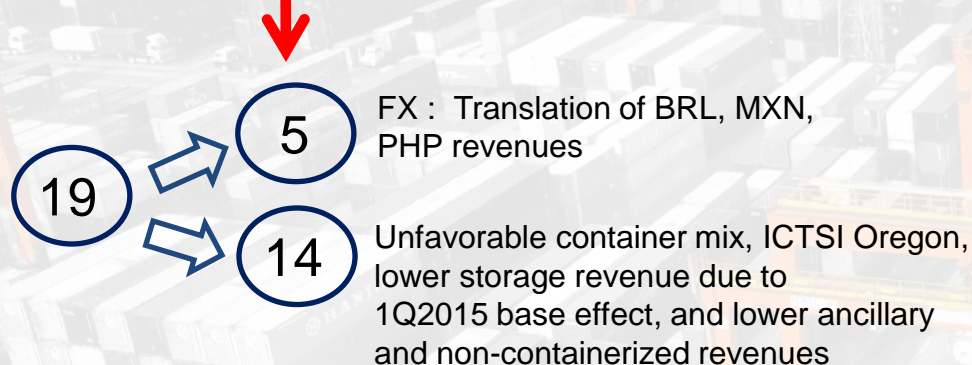 5
FX :  Translation of BRL, MXN,
PHP revenues
19
14
Unfavorable container mix, ICTSI Oregon,
lower storage revenue due to
1Q2015 base effect, and lower ancillary
and non-containerized revenues